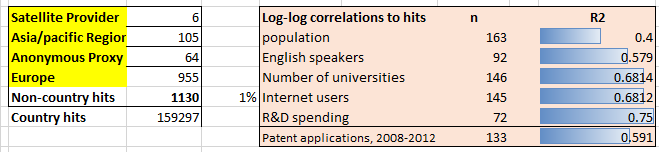 Satellite Provider 6
Asia/pacific Region 105
Anonymous Proxy 64
Europe 955
Non-country hits 1130 1%
Country hits 159297
Log-log correlations to hits n R2
population 163 0.4
English speakers 92 0.579
Number of universities 146 0.6814
Internet users 145 0.6812
R&D spending 72 0.75
Patent applications, 2008-2012 133 0.591